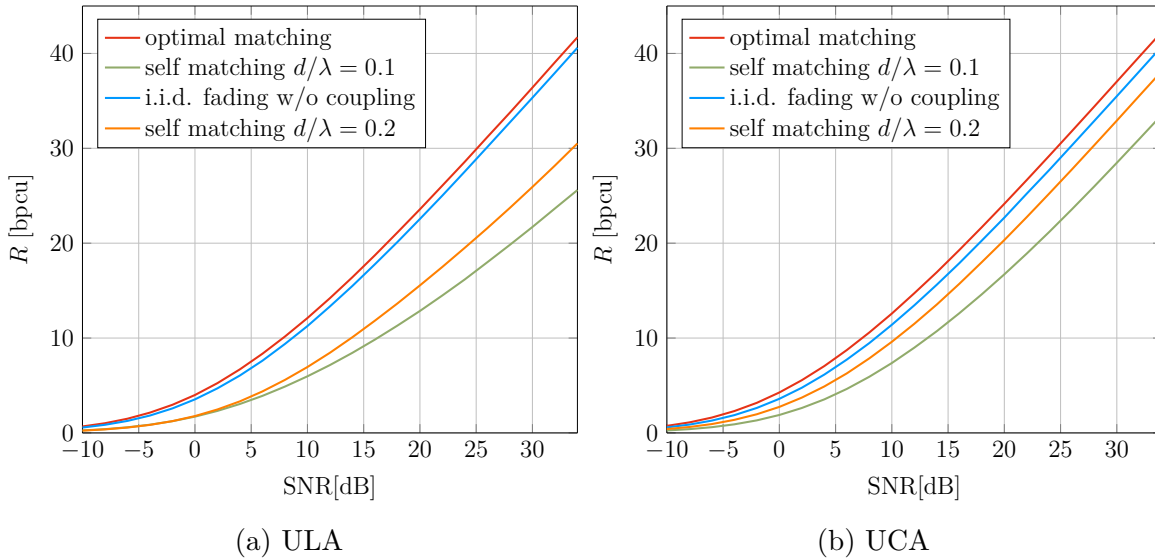 optimal matching
self matching d/λ = 0.1
i.i.d. fading w/o coupling
self matching d/λ = 0.2
40
30
20
10
0
R [bpcu]
−10 −5 0 5 10 15 20 25 30
SNR[dB]
(a) ULA
optimal matching
self matching d/λ = 0.1
i.i.d. fading w/o coupling
self matching d/λ = 0.2
40
30
20
10
0
R [bpcu]
−10 −5 0 5 10 15 20 25 30
SNR[dB]
(b) UCA